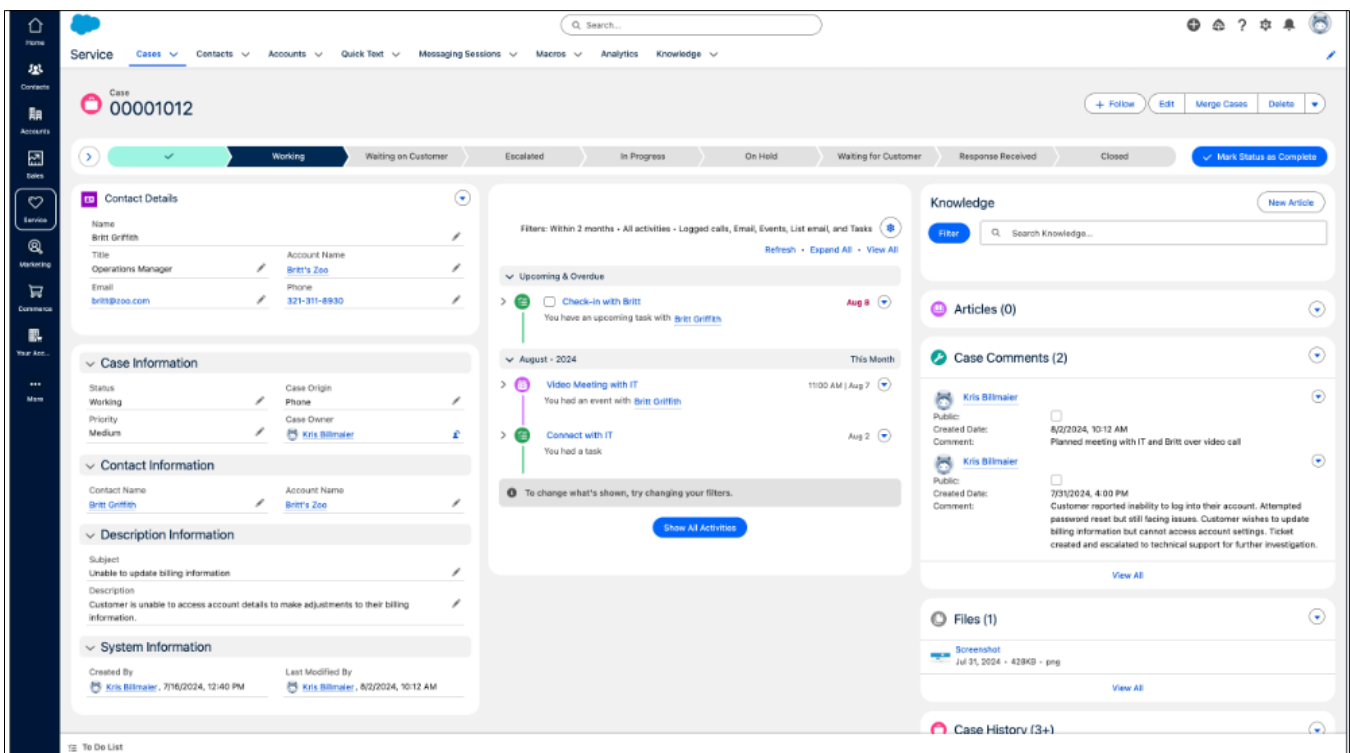 Search...
Home
Service Cases Contacts Accounts Quick Text Messaging Sessions Macros Analytics Knowledge
Contacts
Accounts
Sales
Service
Marketing
Commerce
Your Acc...
More
Case
00001012
+ Follow Edit Merge Cases Delete
Working Waiting on Customer Escalated In Progress On Hold Waiting for Customer Response Received Closed Mark Status as Complete
Contact Details
Name
Britt Griffith
Title Account Name
Operations Manager Britt's Zoo
Email Phone
britt@zoo.com 321-311-8930
Case Information
Status Case Origin
Working Phone
Priority Case Owner
Medium Kris Billmaier
Contact Information
Contact Name Account Name
Britt Griffith Britt's Zoo
Description Information
Subject
Unable to update billing information
Description
Customer is unable to access account details to make adjustments to their billing
information.
System Information
Created By Last Modified By
Kris Billmaier, 7/16/2024, 12:40 PM Kris Billmaier, 8/2/2024, 10:12 AM
Filters: Within 2 months • All activities • Logged calls, Email, Events, List email, and Tasks
Refresh • Expand All • View All
Upcoming & Overdue
Check-in with Britt Aug 8
You have an upcoming task with Britt Griffith
August • 2024 This Month
Video Meeting with IT 11:00 AM | Aug 7
You had an event with Britt Griffith
Connect with IT Aug 2
You had a task
To change what's shown, try changing your filters.
Show All Activities
Knowledge New Article
Filter Search Knowledge...
Articles (0)
Case Comments (2)
Kris Billmaier
Public:
Created Date: 8/2/2024, 10:12 AM
Comment: Planned meeting with IT and Britt over video call
Kris Billmaier
Public:
Created Date: 7/31/2024, 4:00 PM
Comment: Customer reported inability to log into their account. Attempted
password reset but still facing issues. Customer wishes to update
billing information but cannot access account settings. Ticket
created and escalated to technical support for further investigation.
View All
Files (1)
Screenshot
Jul 31, 2024 • 428KB • png
View All
Case History (3+)
To Do List